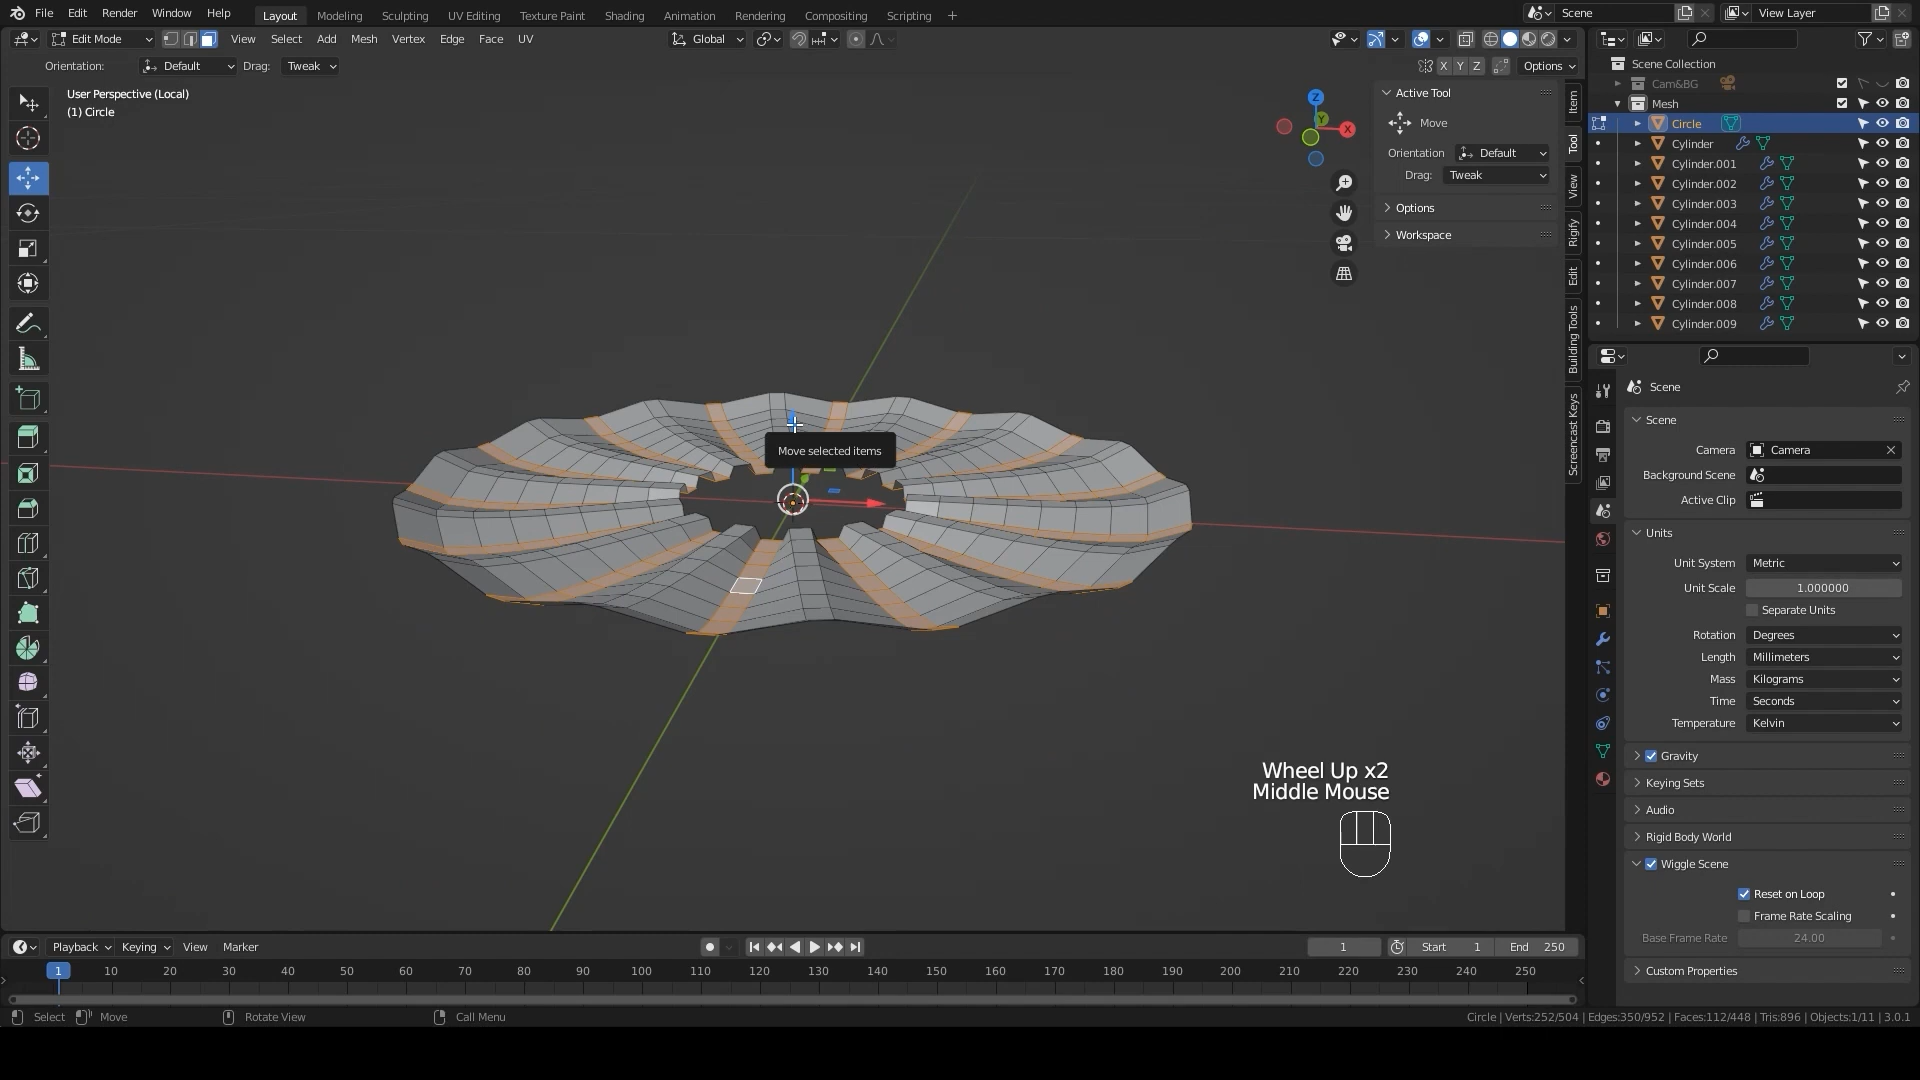 File Edit Render Window Help Layout Modeling Sculpting UV Editing Texture Paint Shading Animation Rendering Compositing Scripting + Scene View Layer
Edit Mode View Select Add Mesh Vertex Edge Face UV Global
Orientation: Default Drag: Tweak X Y Z Options
User Perspective (Local)
(1) Circle
Z
Y
X
Active Tool
Move
Orientation Default
Drag: Tweak
Options
Workspace
Item
Tool
View
Rigify
Edit
Building Tools
Screencast Keys
Scene Collection
Cam&BG
Mesh
Circle
Cylinder
Cylinder.001
Cylinder.002
Cylinder.003
Cylinder.004
Cylinder.005
Cylinder.006
Cylinder.007
Cylinder.008
Cylinder.009
Move selected items
Scene
Scene
Camera Camera
Background Scene
Active Clip
Units
Unit System Metric
Unit Scale 1.000000
Separate Units
Rotation Degrees
Length Millimeters
Mass Kilograms
Time Seconds
Temperature Kelvin
Gravity
Keying Sets
Audio
Rigid Body World
Wiggle Scene
Reset on Loop
Frame Rate Scaling
Base Frame Rate 24.00
Custom Properties
Wheel Up x2
Middle Mouse
Playback Keying View Marker 1 Start 1 End 250
1 10 20 30 40 50 60 70 80 90 100 110 120 130 140 150 160 170 180 190 200 210 220 230 240 250
Select Move Rotate View Call Menu Circle | Verts:252/504 | Edges:350/952 | Faces:112/448 | Tris:896 | Objects:1/11 | 3.0.1